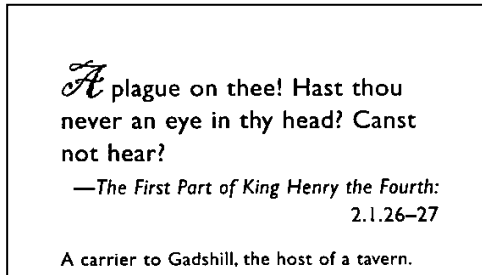 A plague on thee! Hast thou
never an eye in thy head? Canst
not hear?
—The First Part of King Henry the Fourth:
2.1.26–27
A carrier to Gadshill, the host of a tavern.